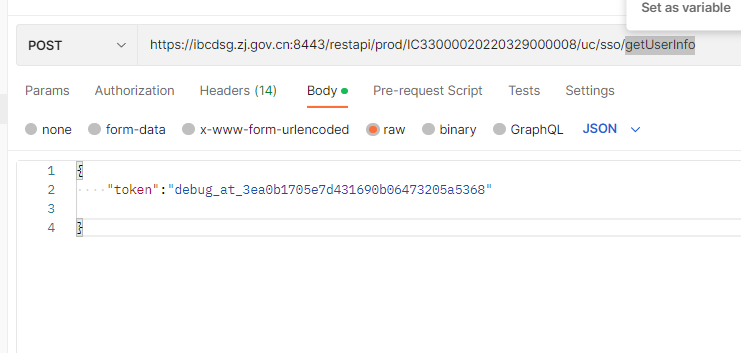 Set as variable
POST https://ibcdsg.zj.gov.cn:8443/restapi/prod/IC33000020220329000008/uc/sso/getUserInfo
Params Authorization Headers (14) Body Pre-request Script Tests Settings
none form-data x-www-form-urlencoded raw binary GraphQL JSON
1 {
2 "token":"debug_at_3ea0b1705e7d431690b06473205a5368"
3
4 }